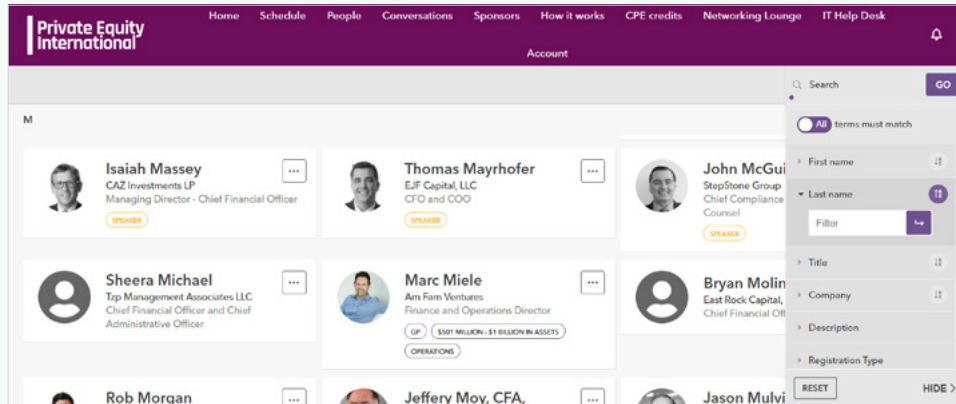 Private Equity
International
Home Schedule People Conversations Sponsors How it works CPE credits Networking Lounge IT Help Desk
Account
Search GO
All terms must match
M
First name
Last name
Filter
Title
Company
Description
Registration Type
RESET HIDE
Isaiah Massey
CAZ Investments LP
Managing Director - Chief Financial Officer
SPEAKER
Thomas Mayrhofer
EJF Capital, LLC
CFO and COO
SPEAKER
John McGui
StepStone Group
Chief Compliance
Counsel
SPEAKER
Sheera Michael
Tzp Management Associates LLC
Chief Financial Officer and Chief
Administrative Officer
Marc Miele
Am Fam Ventures
Finance and Operations Director
GP $501 MILLION - $1 BILLION IN ASSETS
OPERATIONS
Bryan Molin
East Rock Capital,
Chief Financial Off
Rob Morgan
Jeffery Moy, CFA,
Jason Mulvi